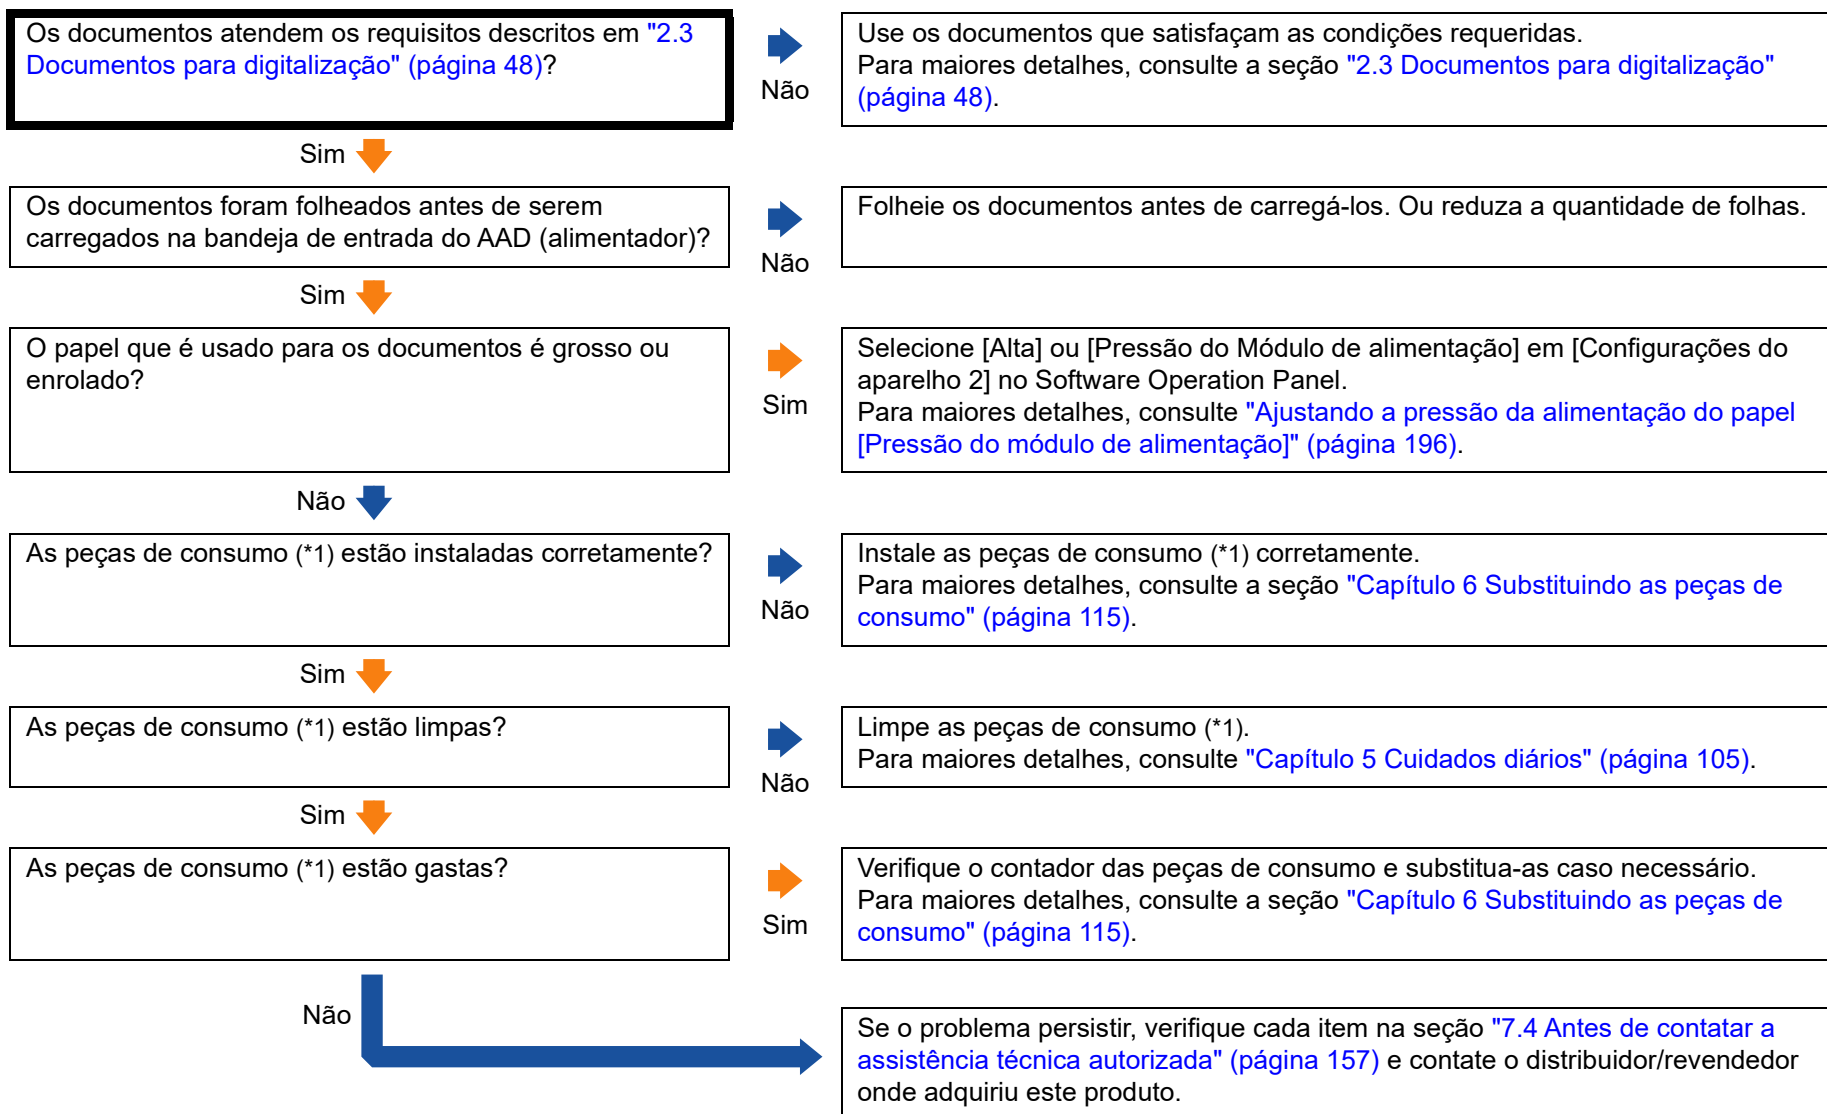 Os documentos atendem os requisitos descritos em "2.3
Documentos para digitalização" (página 48)?
Não
Use os documentos que satisfaçam as condições requeridas.
Para maiores detalhes, consulte a seção "2.3 Documentos para digitalização"
(página 48).
Sim
Os documentos foram folheados antes de serem
carregados na bandeja de entrada do AAD (alimentador)?
Não
Folheie os documentos antes de carregá-los. Ou reduza a quantidade de folhas.
Sim
O papel que é usado para os documentos é grosso ou
enrolado?
Sim
Selecione [Alta] ou [Pressão do Módulo de alimentação] em [Configurações do
aparelho 2] no Software Operation Panel.
Para maiores detalhes, consulte "Ajustando a pressão da alimentação do papel
[Pressão do módulo de alimentação]" (página 196).
Não
As peças de consumo (*1) estão instaladas corretamente?
Não
Instale as peças de consumo (*1) corretamente.
Para maiores detalhes, consulte a seção "Capítulo 6 Substituindo as peças de
consumo" (página 115).
Sim
As peças de consumo (*1) estão limpas?
Não
Limpe as peças de consumo (*1).
Para maiores detalhes, consulte "Capítulo 5 Cuidados diários" (página 105).
Sim
As peças de consumo (*1) estão gastas?
Sim
Verifique o contador das peças de consumo e substitua-as caso necessário.
Para maiores detalhes, consulte a seção "Capítulo 6 Substituindo as peças de
consumo" (página 115).
Não
Se o problema persistir, verifique cada item na seção "7.4 Antes de contatar a
assistência técnica autorizada" (página 157) e contate o distribuidor/revendedor
onde adquiriu este produto.